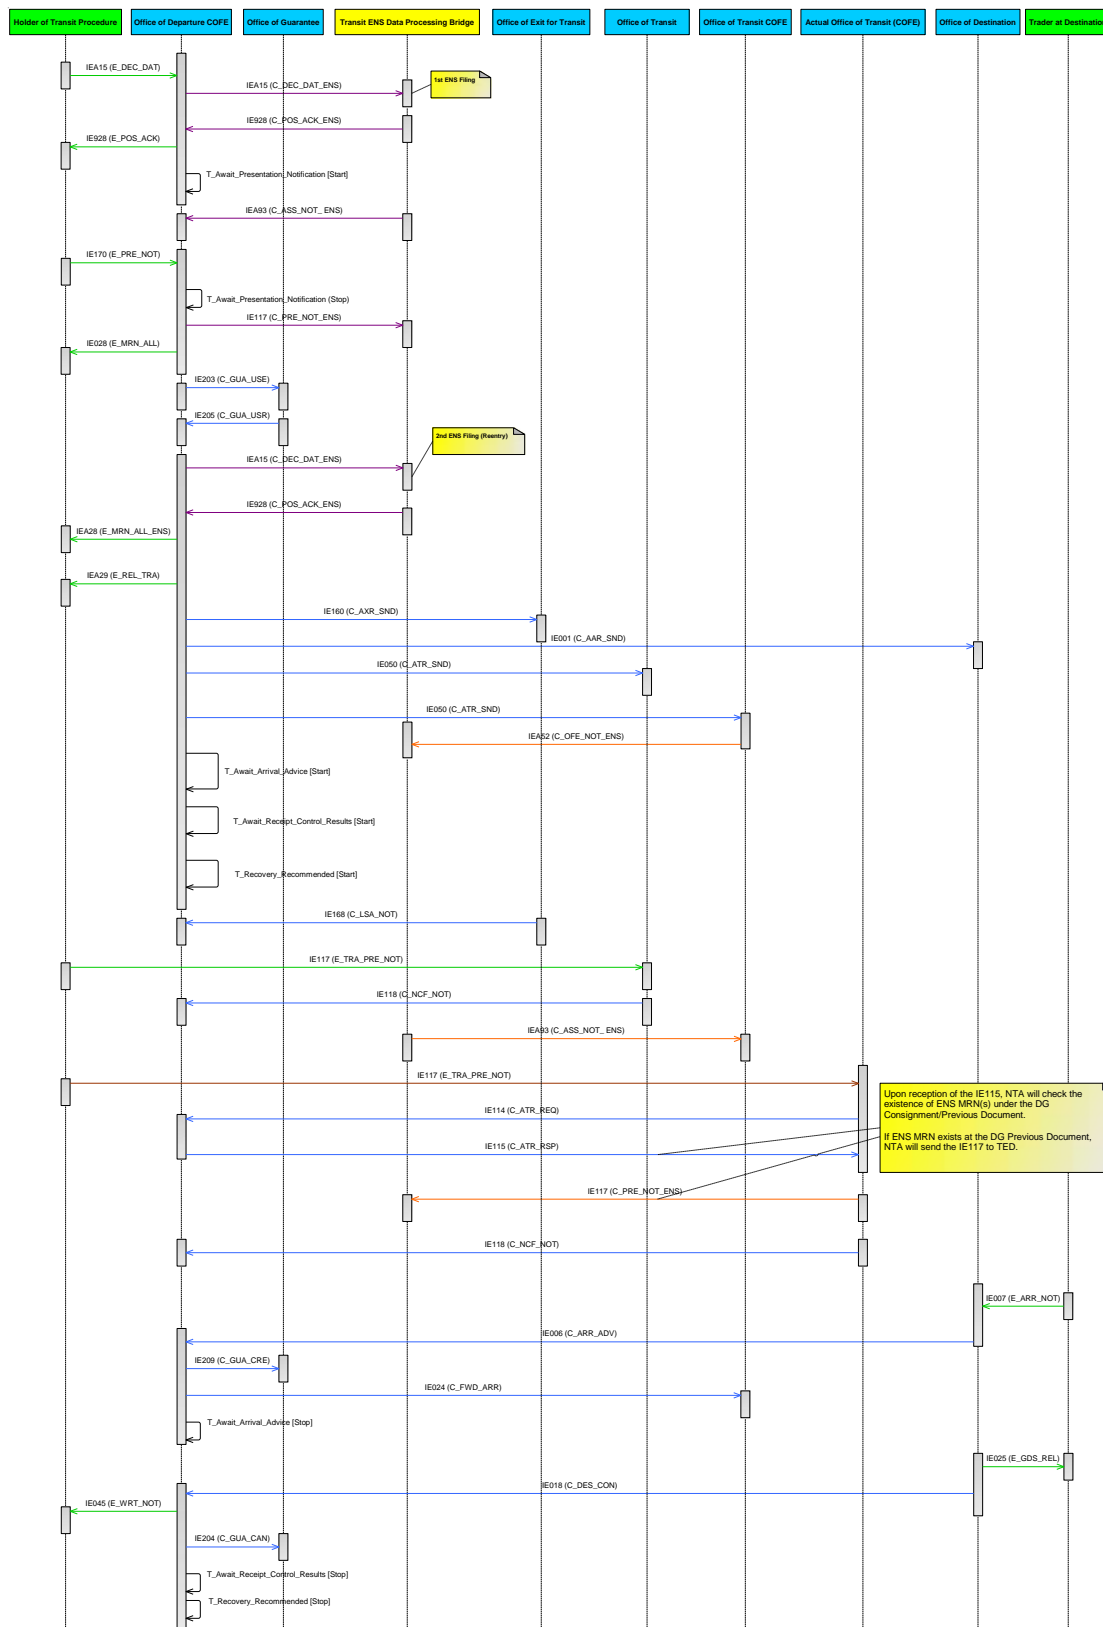 Holder of Transit Procedure
Office of Departure COFE
Office of Guarantee
Transit ENS Data Processing Bridge
Office of Exit for Transit
Office of Transit
Office of Transit COFE
Actual Office of Transit (COFE)
Office of Destination
Trader at Destination
IEA15 (E_DEC_DAT)
1st ENS Filing
IEA15 (C_DEC_DAT_ENS)
IE928 (C_POS_ACK_ENS)
IE928 (E_POS_ACK)
T_Await_Presentation_Notification [Start]
IEA93 (C_ASS_NOT_ ENS)
IE170 (E_PRE_NOT)
T_Await_Presentation_Notification (Stop)
IE117 (C_PRE_NOT_ENS)
IE028 (E_MRN_ALL)
IE203 (C_GUA_USE)
IE205 (C_GUA_USR)
2nd ENS Filing (Reentry)
IEA15 (C_DEC_DAT_ENS)
IE928 (C_POS_ACK_ENS)
IEA28 (E_MRN_ALL_ENS)
IEA29 (E_REL_TRA)
IE160 (C_AXR_SND)
IE001 (C_AAR_SND)
IE050 (C_ATR_SND)
IE050 (C_ATR_SND)
IEA52 (C_OFE_NOT_ENS)
T_Await_Arrival_Advice [Start]
T_Await_Receipt_Control_Results [Start]
T_Recovery_Recommended [Start]
IE168 (C_LSA_NOT)
IE117 (E_TRA_PRE_NOT)
IE118 (C_NCF_NOT)
IEA93 (C_ASS_NOT_ ENS)
IE117 (E_TRA_PRE_NOT)
Upon reception of the IE115, NTA will check the
existence of ENS MRN(s) under the DG
Consignment/Previous Document.
If ENS MRN exists at the DG Previous Document,
NTA will send the IE117 to TED.
IE114 (C_ATR_REQ)
IE115 (C_ATR_RSP)
IE117 (C_PRE_NOT_ENS)
IE118 (C_NCF_NOT)
IE007 (E_ARR_NOT)
IE006 (C_ARR_ADV)
IE209 (C_GUA_CRE)
IE024 (C_FWD_ARR)
T_Await_Arrival_Advice [Stop]
IE025 (E_GDS_REL)
IE018 (C_DES_CON)
IE045 (E_WRT_NOT)
IE204 (C_GUA_CAN)
T_Await_Receipt_Control_Results [Stop]
T_Recovery_Recommended [Stop]